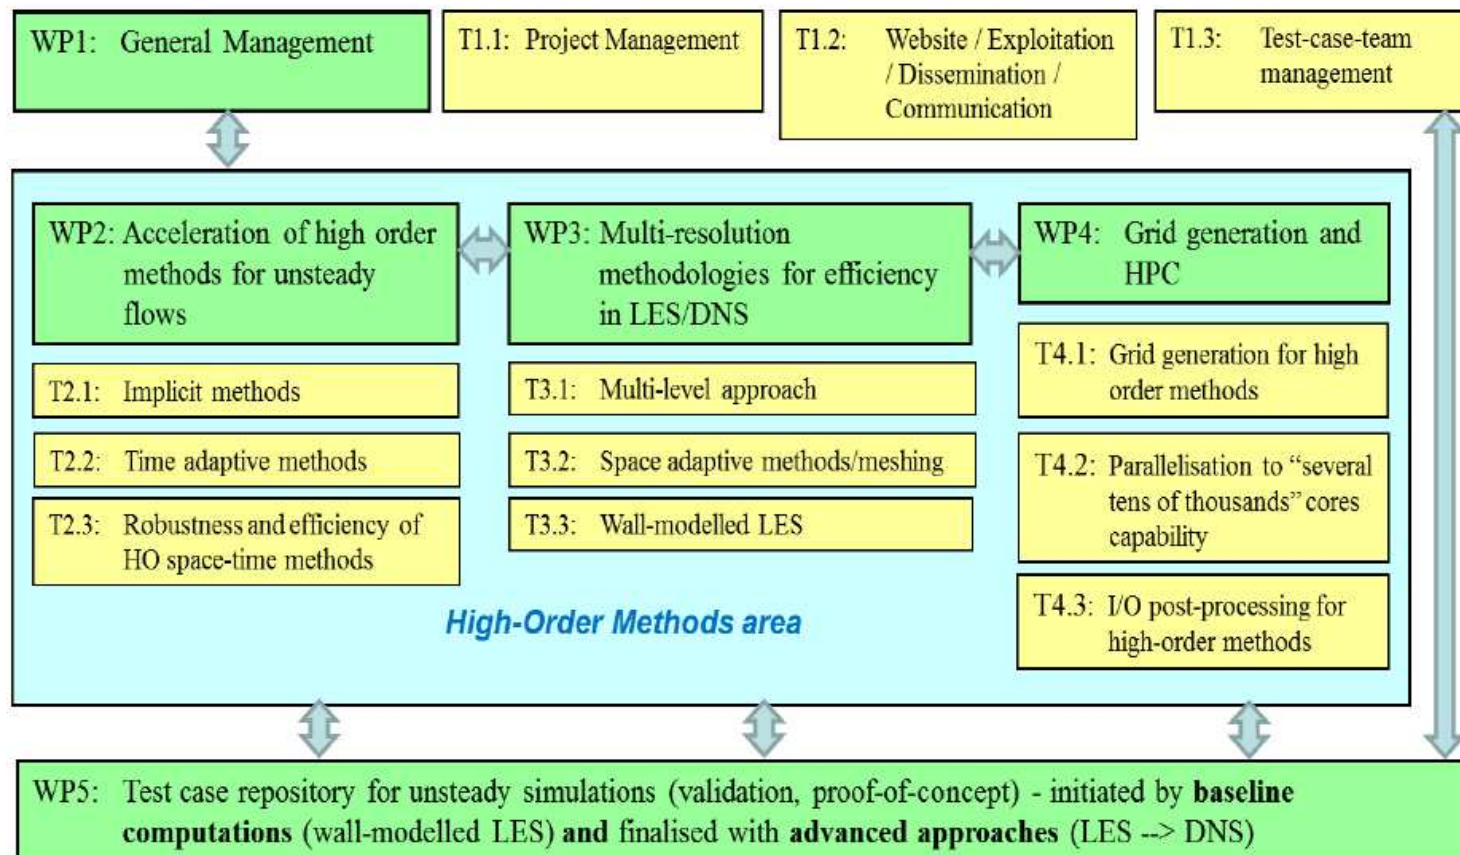 WP1: General Management
T1.1: Project Management
T1.2: Website / Exploitation
/ Dissemination /
Communication
T1.3: Test-case-team
management
WP2: Acceleration of high order
methods for unsteady
flows
T2.1: Implicit methods
T2.2: Time adaptive methods
T2.3: Robustness and efficiency of
HO space-time methods
WP3: Multi-resolution
methodologies for efficiency
in LES/DNS
T3.1: Multi-level approach
T3.2: Space adaptive methods/meshing
T3.3: Wall-modelled LES
WP4: Grid generation and
HPC
T4.1: Grid generation for high
order methods
T4.2: Parallelisation to “several
tens of thousands” cores
capability
T4.3: I/O post-processing for
high-order methods
High-Order Methods area
WP5: Test case repository for unsteady simulations (validation, proof-of-concept) - initiated by baseline
computations (wall-modelled LES) and finalised with advanced approaches (LES --> DNS)